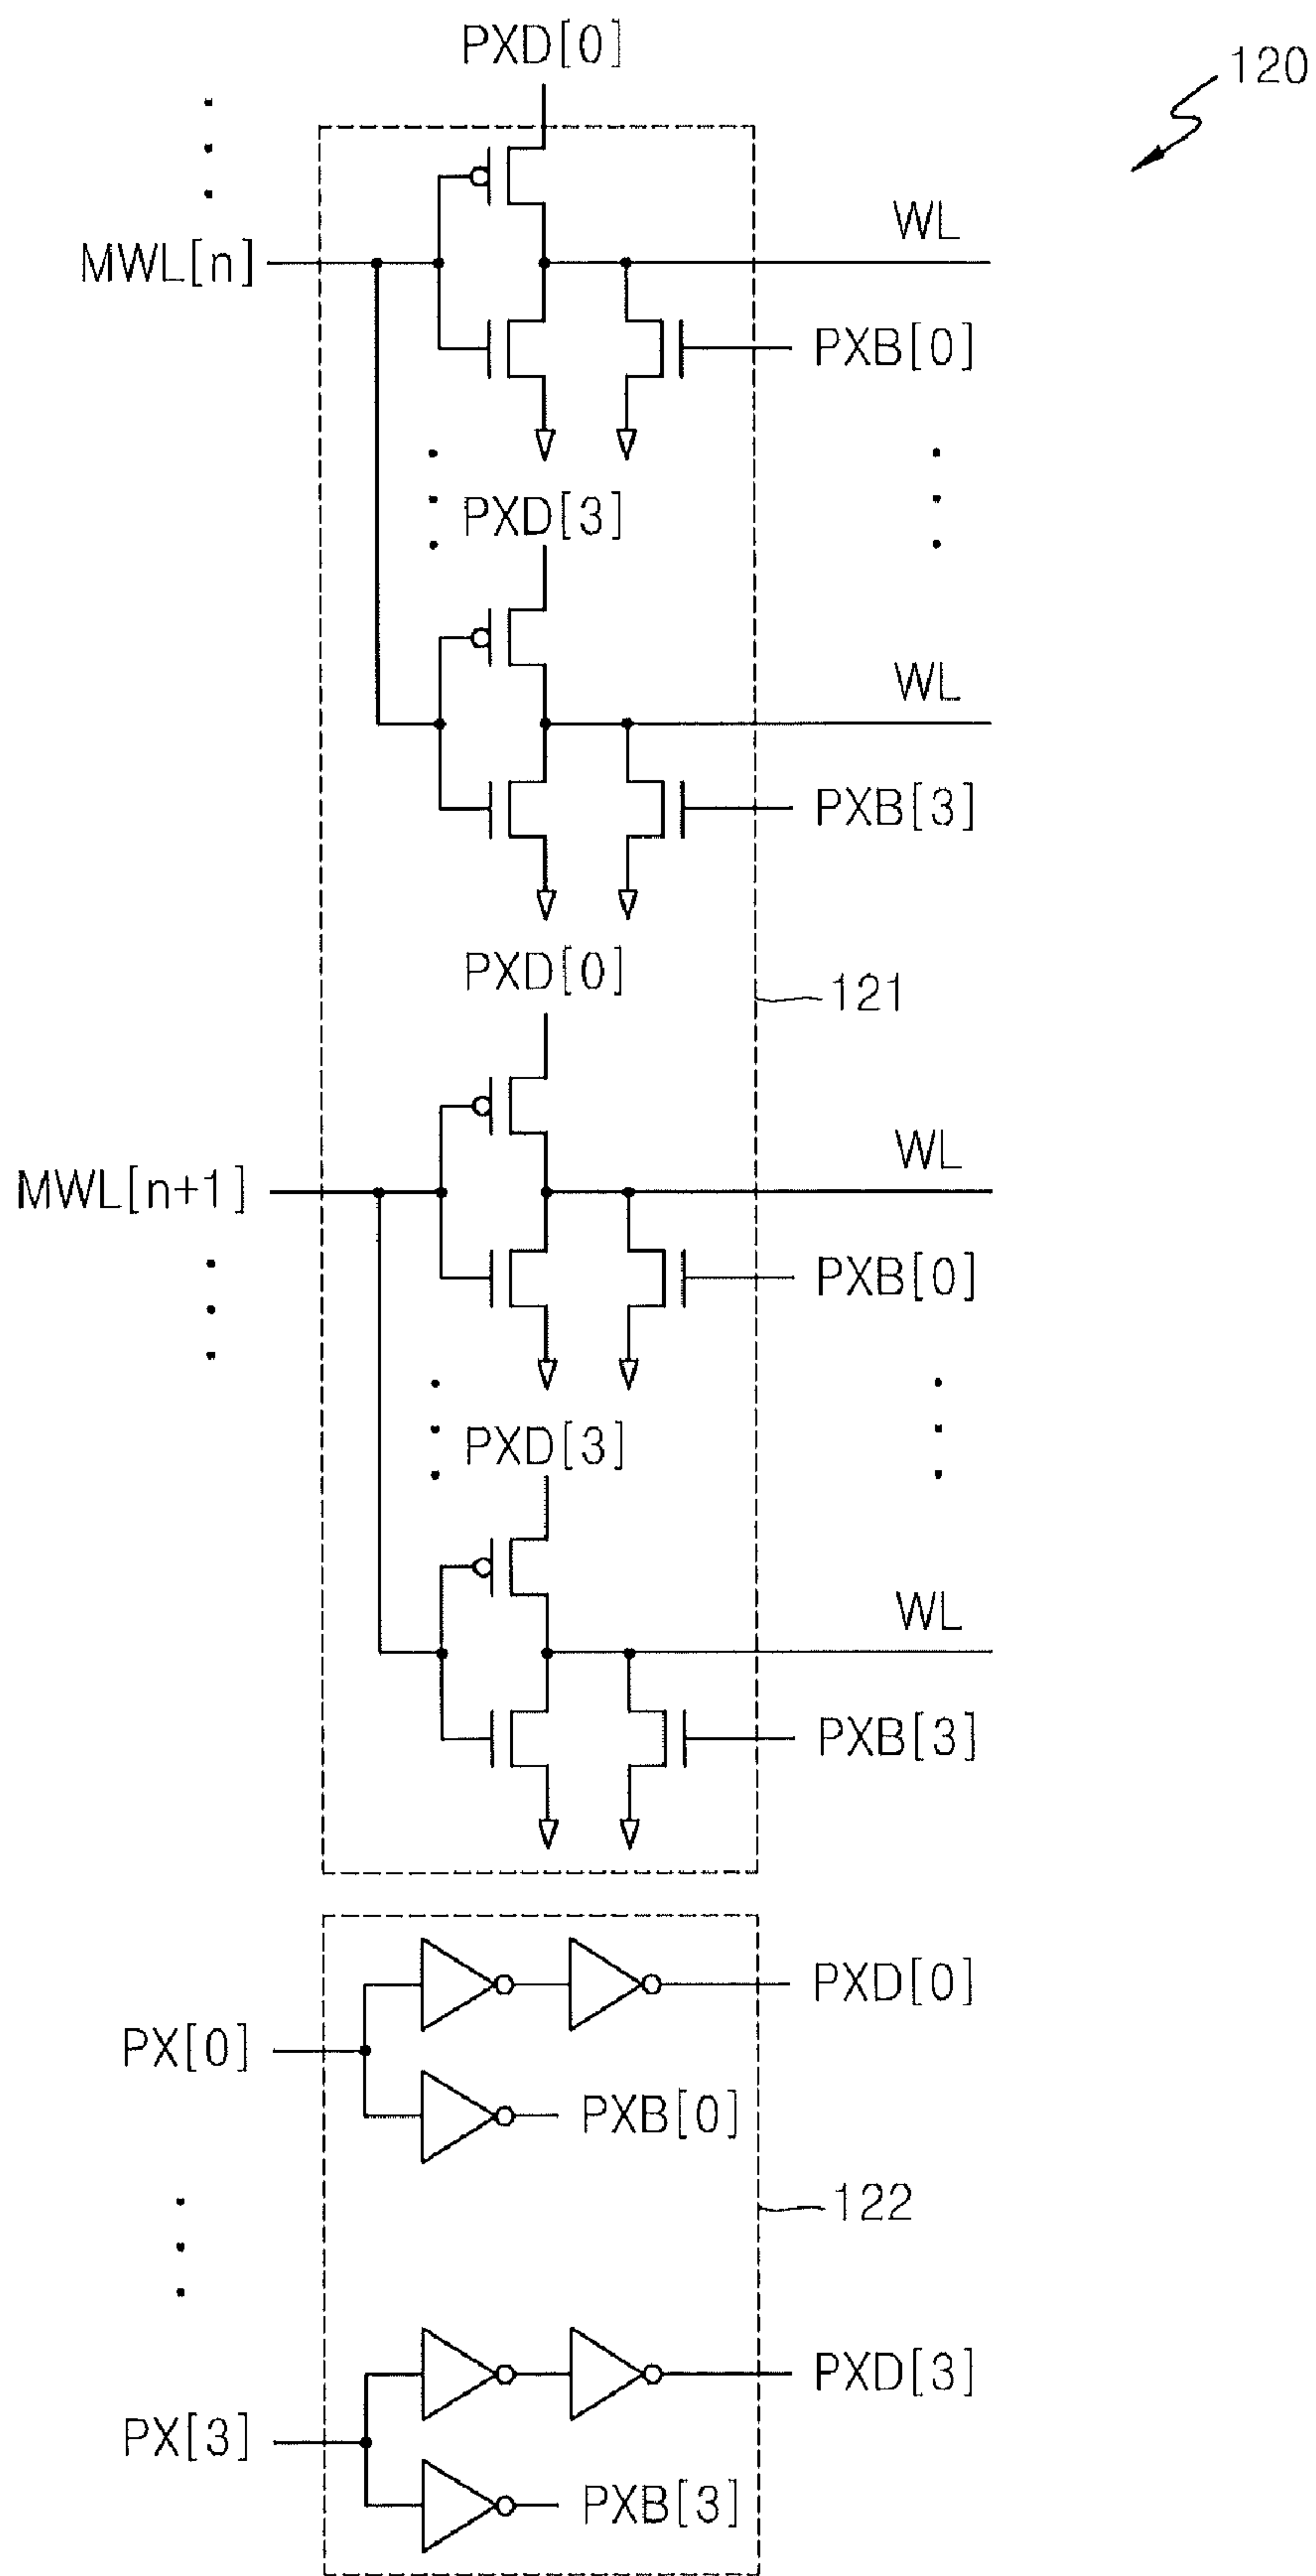 PXD[0]
120
WL
MWL[n]
PXB[0]
PXD[3]
WL
PXB[3]
PXD[0]
121
WL
MWL[n+1]
PXB[0]
PXD[3]
WL
PXB[3]
PXD[0]
PX[0]
PXB[0]
122
PXD[3]
PX[3]
PXB[3]